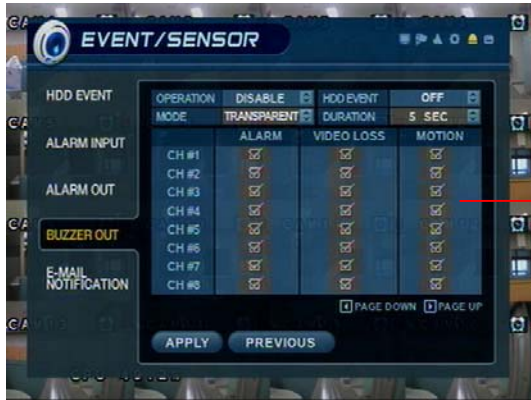 EVENT/SENSOR
HDD EVENT
ALARM INPUT
ALARM OUT
BUZZER OUT
E-MAIL
NOTIFICATION
OPERATION DISABLE HDD EVENT OFF
MODE TRANSPARENT DURATION 5 SEC
ALARM VIDEO LOSS MOTION
CH #1
CH #2
CH #3
CH #4
CH #5
CH #6
CH #7
CH #8
PAGE DOWN PAGE UP
APPLY PREVIOUS